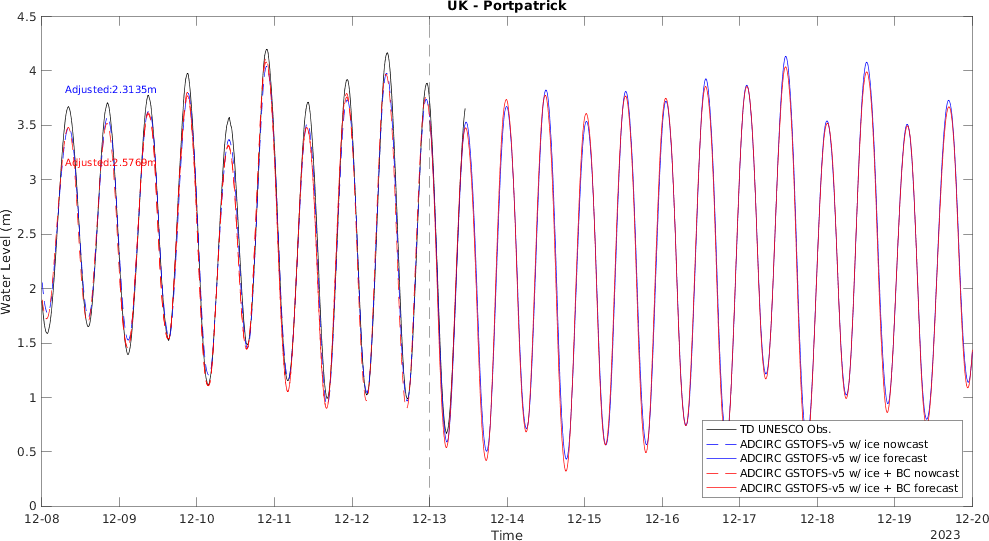 UK - Portpatrick
4.5
4
3.5
3
2.5
2
1.5
1
0.5
0
Water Level (m)
Adjusted:2.3135m
Adjusted:2.5769m
TD UNESCO Obs.
ADCIRC GSTOFS-v5 w/ ice nowcast
ADCIRC GSTOFS-v5 w/ ice forecast
ADCIRC GSTOFS-v5 w/ ice + BC nowcast
ADCIRC GSTOFS-v5 w/ ice + BC forecast
12-08 12-09 12-10 12-11 12-12 12-13 12-14 12-15 12-16 12-17 12-18 12-19 12-20
Time
2023